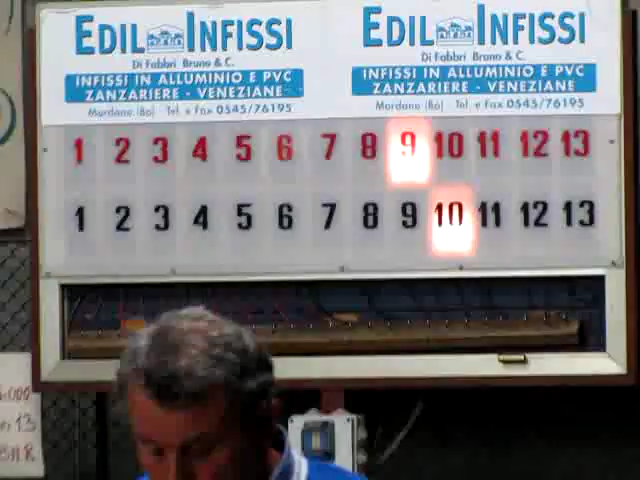 EDIL INFISSI EDIL INFISSI
Di Fabbri Bruno & C. Di Fabbri Bruno & C.
INFISSI IN ALLUMINIO E PVC INFISSI IN ALLUMINIO E PVC
ZANZARIERE - VENEZIANE ZANZARIERE - VENEZIANE
Mordano (Bo) Tel. e Fax 0545/76195 Mordano (Bo) Tel. e Fax 0545/76195
1 2 3 4 5 6 7 8 9 10 11 12 13
1 2 3 4 5 6 7 8 9 10 11 12 13
13